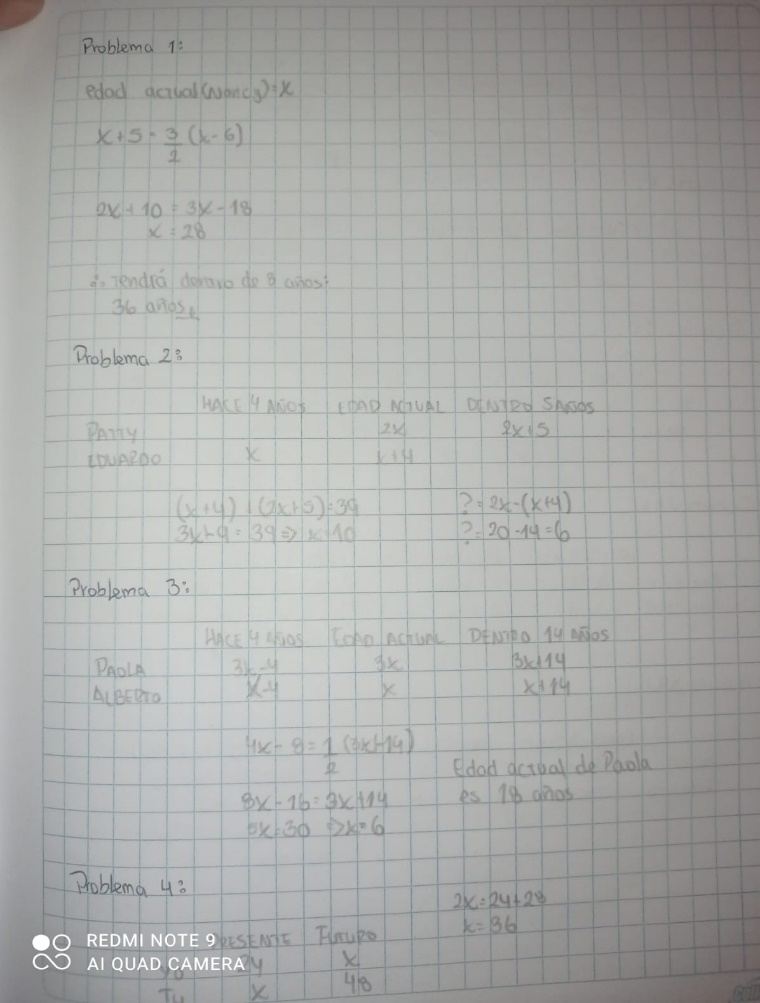 Problema 1:
edad actual(Nancy)=x
x+5 = 3/2 (x-6)
2x+10 = 3x-18
x = 28
∴ Tendrá dentro de 8 años:
36 años
Problema 2:
HACE 4 AÑOS EDAD ACTUAL DENTRO 5 AÑOS
PATTY 2x 2x+5
EDUARDO x x+4
(x+4) + (2x+5) = 39 ? = 2x-(x+4)
3x+9 = 39 => x=10 ? = 20-14=6
Problema 3:
HACE 4 AÑOS EDAD ACTUAL DENTRO 14 AÑOS
PAOLA 3x-4 3x 3x+14
ALBERTO x-4 x x+14
4x-8 = 1/2 (3x+14)
Edad actual de Paola
8x-16 = 3x+14 es 18 años
5x=30 => x=6
Problema 4:
2x=24+28
PRESENTE FUTURO x=36
x
Tu x 48
REDMI NOTE 9
AI QUAD CAMERA